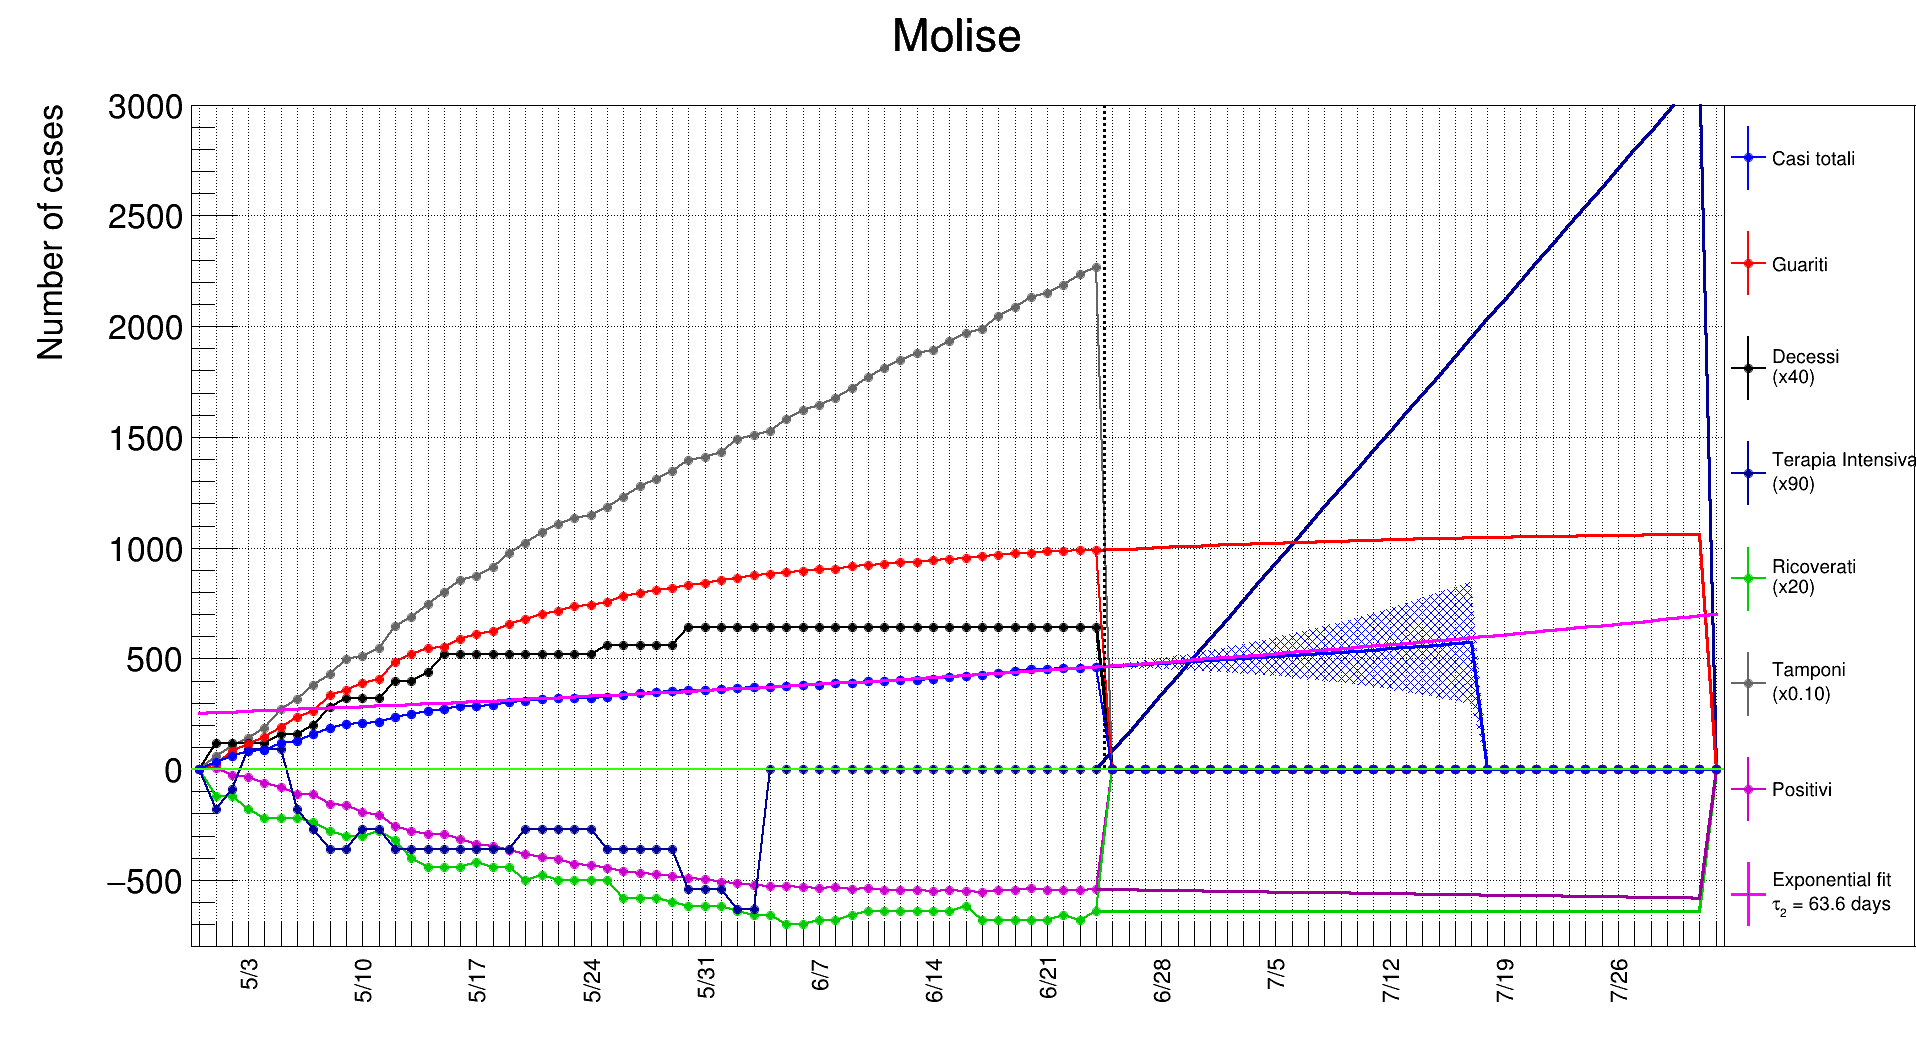 Molise
Number of cases
3000
2500
2000
1500
1000
500
0
−500
5/3
5/10
5/17
5/24
5/31
6/7
6/14
6/21
6/28
7/5
7/12
7/19
7/26
Casi totali
Guariti
Decessi
(x40)
Terapia Intensiva
(x90)
Ricoverati
(x20)
Tamponi
(x0.10)
Positivi
Exponential fit
τ₂ = 63.6 days